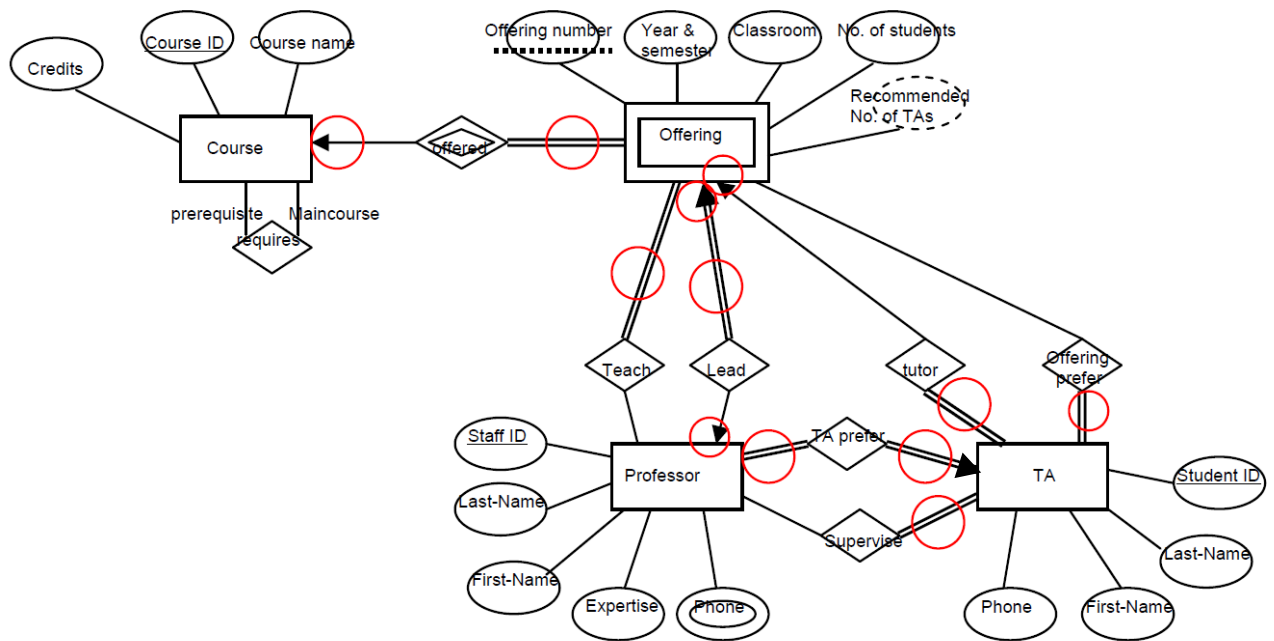 Offering number
Year &
semester
Classroom
No. of students
Course ID
Course name
Credits
Recommended
No. of TAs
Course
offered
Offering
prerequisite
Maincourse
requires
Teach
Lead
tutor
Offering
prefer
Staff ID
TA prefer
Professor
TA
Student ID
Last-Name
Supervise
Last-Name
First-Name
Expertise
Phone
Phone
First-Name